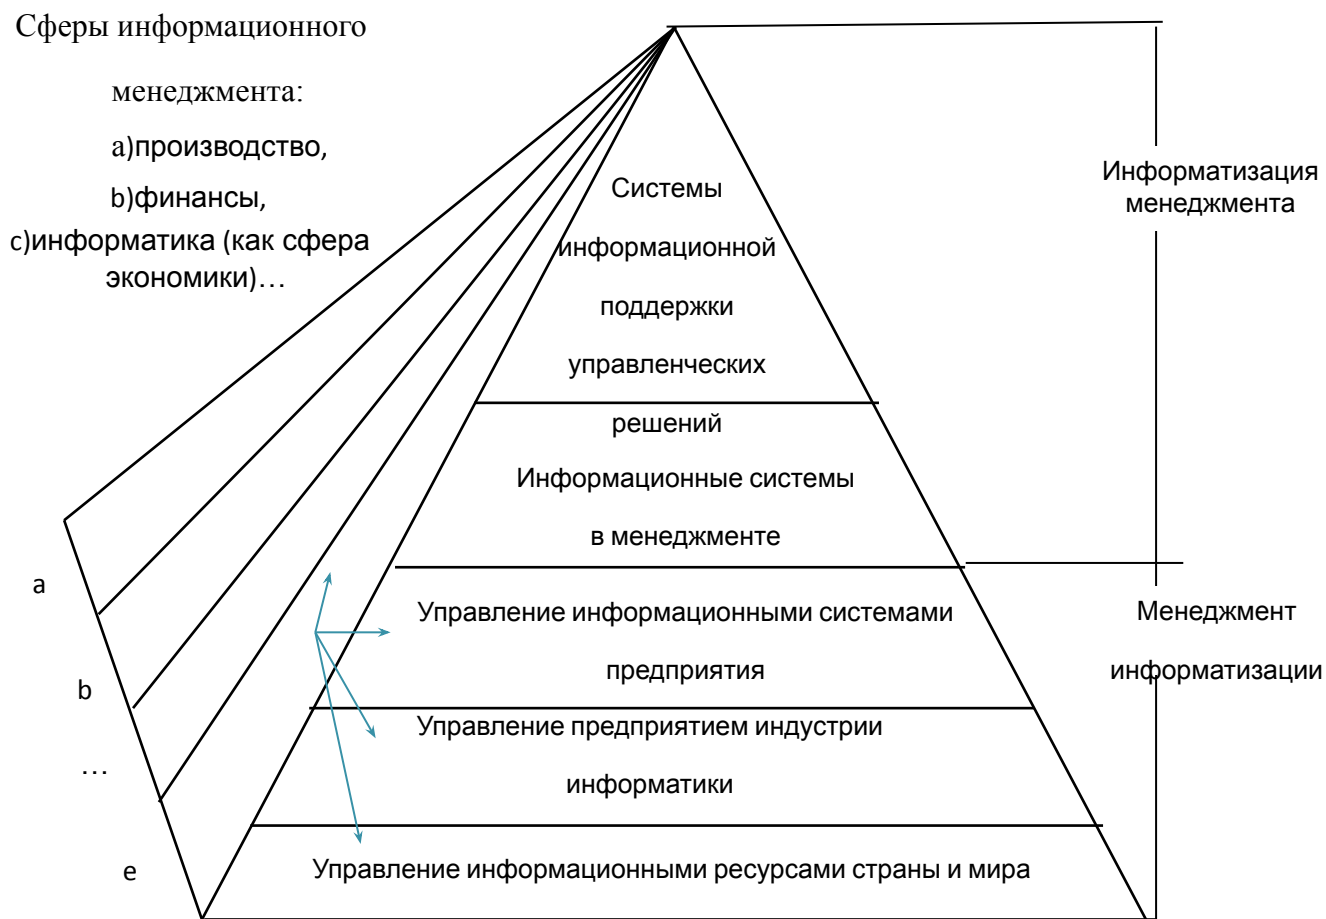 Сферы информационного
менеджмента:
a)производство,
b)финансы,
c)информатика (как сфера
экономики)…
Системы
информационной
поддержки
управленческих
решений
Информационные системы
в менеджменте
Управление информационными системами
предприятия
Управление предприятием индустрии
информатики
Управление информационными ресурсами страны и мира
Информатизация
менеджмента
Менеджмент
информатизации
a
b
…
e